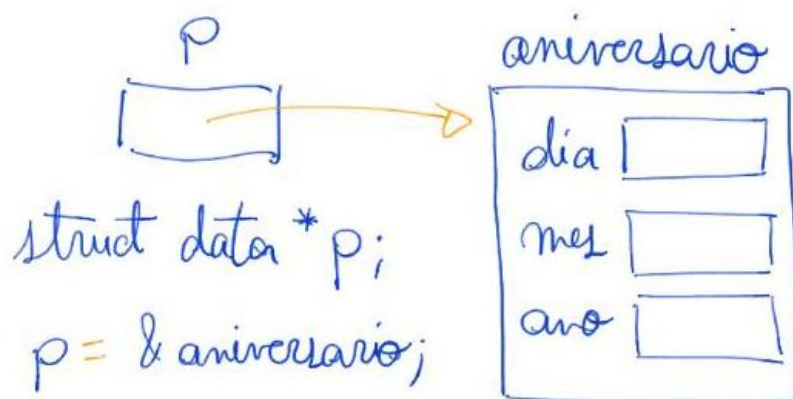 p
aniversario
dia
mes
ano
struct data *p;
p = & aniversario;